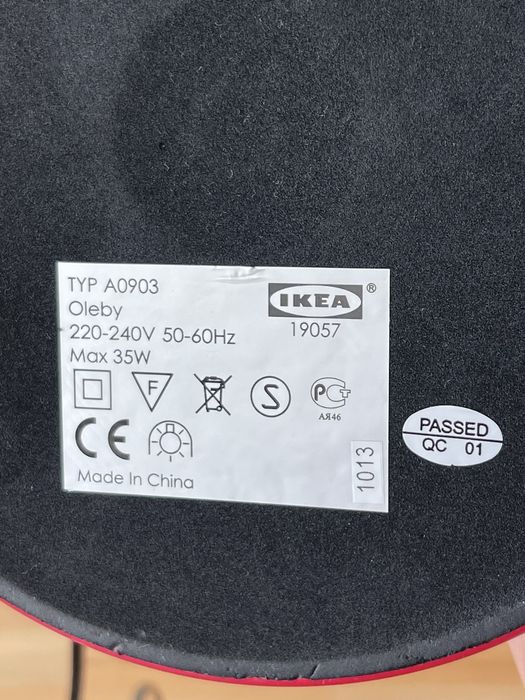 TYP A0903
Oleby
220-240V 50-60Hz
Max 35W
IKEA®
19057
F
S
PCT
АЯ46
CE
Made In China
1013
PASSED
QC 01